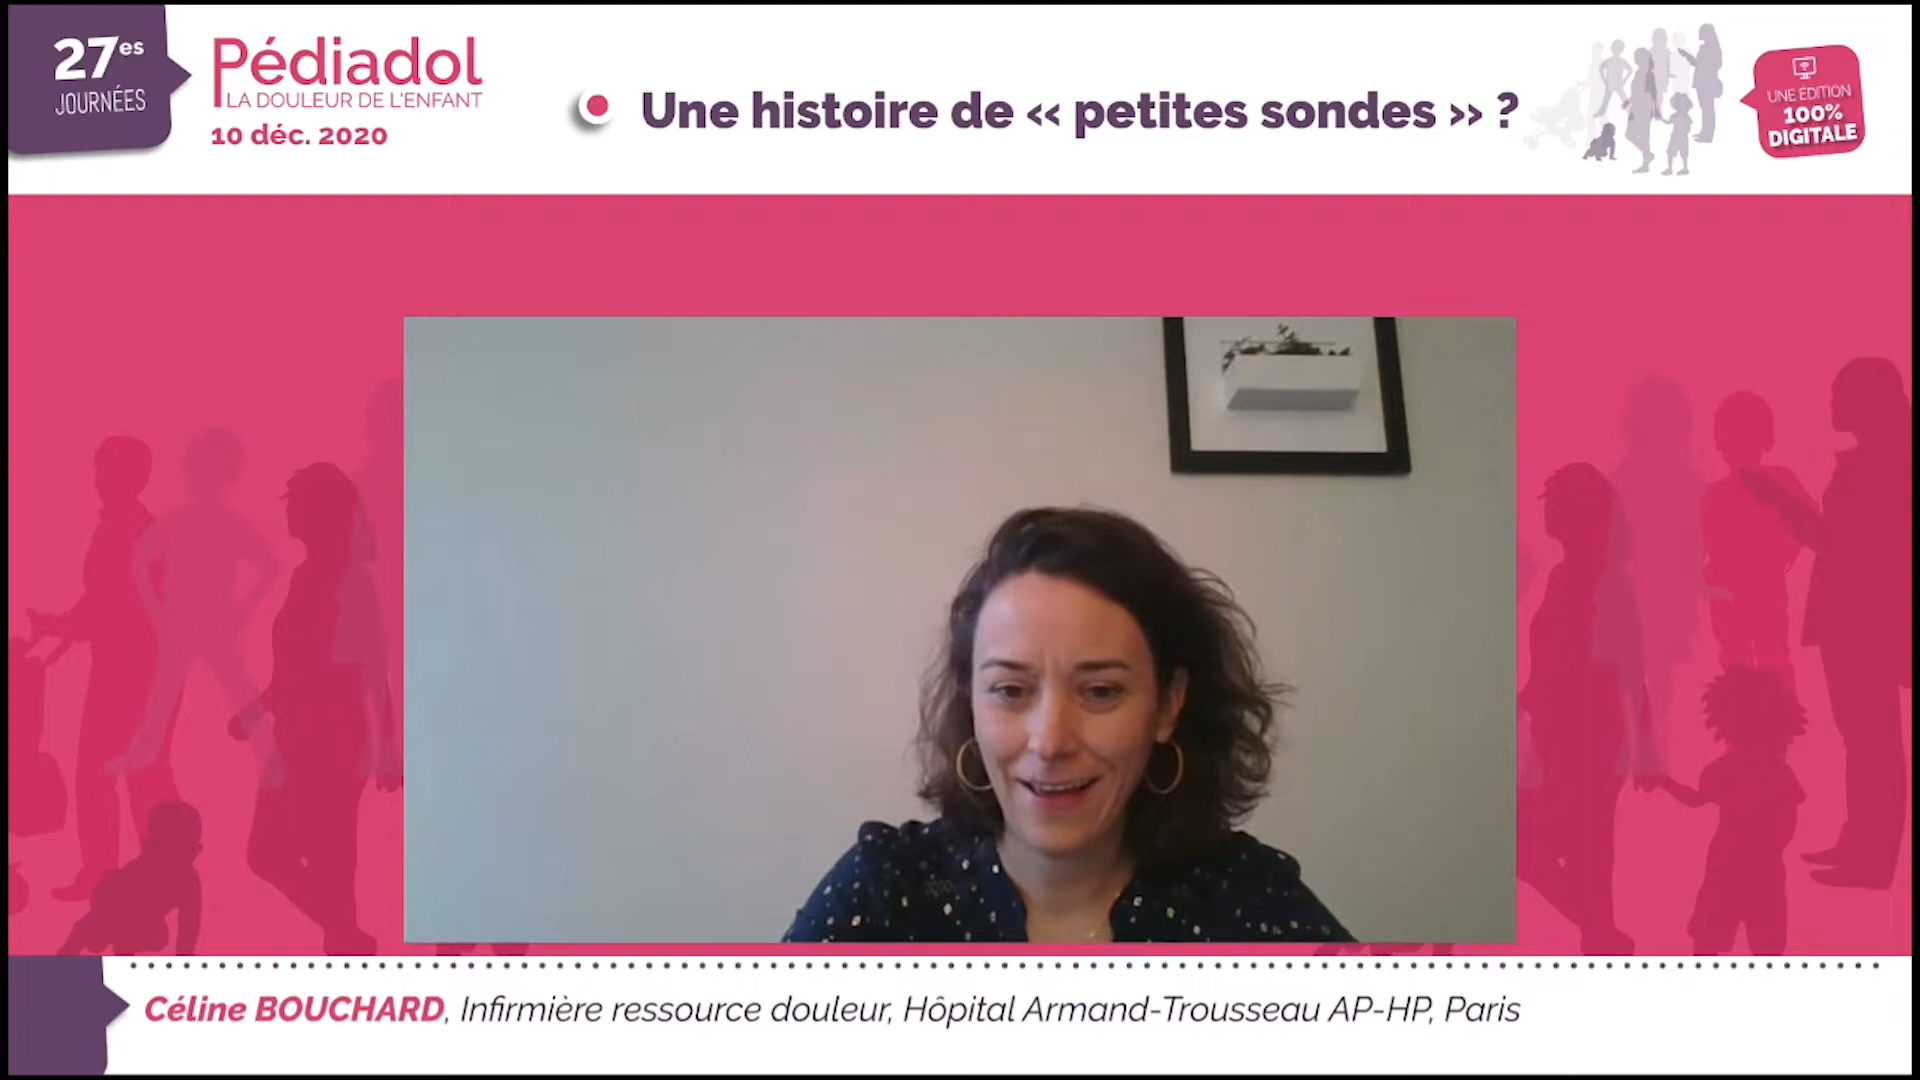 27es
JOURNÉES
Pédiadol
LA DOULEUR DE L'ENFANT
10 déc. 2020
Une histoire de « petites sondes » ?
UNE ÉDITION
100%
DIGITALE
Céline BOUCHARD, Infirmière ressource douleur, Hôpital Armand-Trousseau AP-HP, Paris